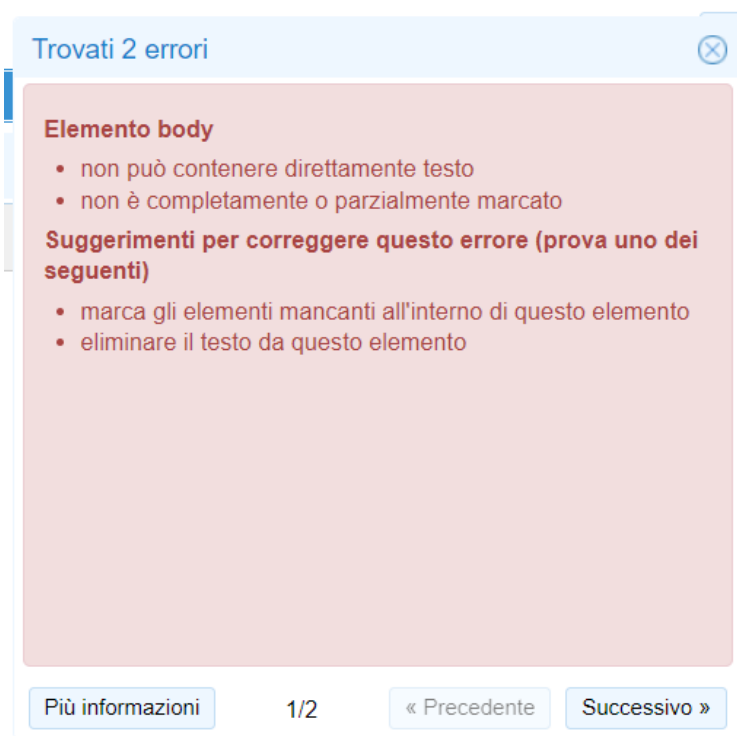 Trovati 2 errori
Elemento body
• non può contenere direttamente testo
• non è completamente o parzialmente marcato
Suggerimenti per correggere questo errore (prova uno dei
seguenti)
• marca gli elementi mancanti all'interno di questo elemento
• eliminare il testo da questo elemento
Più informazioni 1/2 « Precedente Successivo »